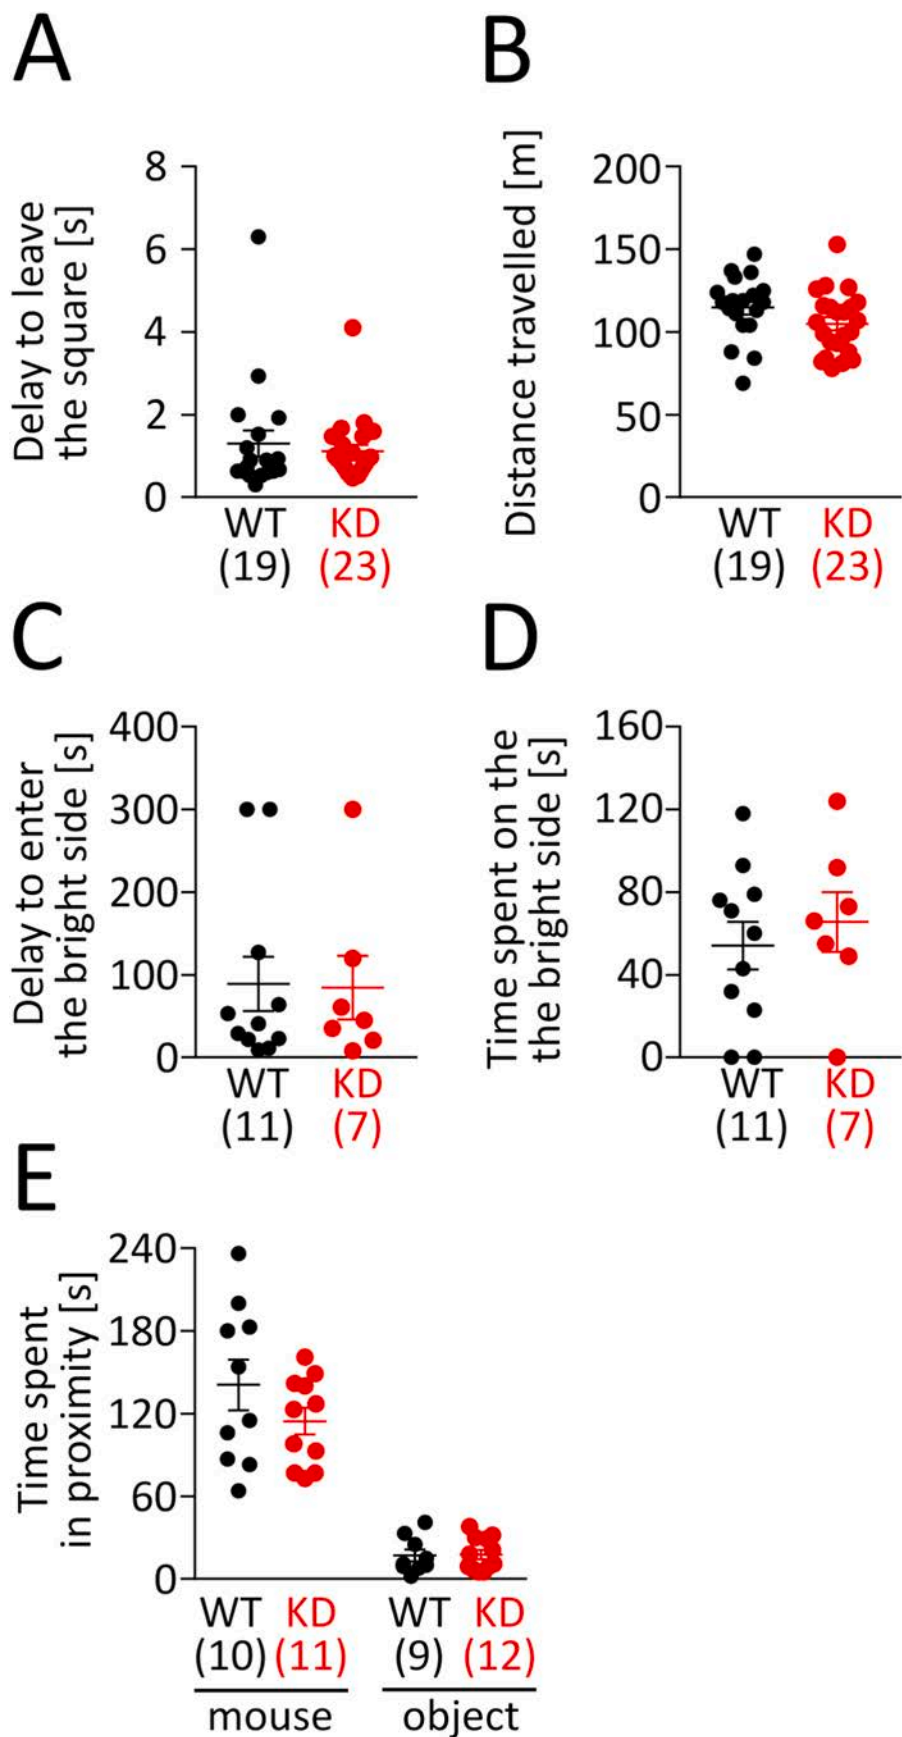 A
Delay to leave
the square [s]
8
6
4
2
0
WT
KD
(19)
(23)
B
Distance travelled [m]
200
150
100
50
0
WT
KD
(19)
(23)
C
Delay to enter
the bright side [s]
400
300
200
100
0
WT
KD
(11)
(7)
D
Time spent on the
the bright side [s]
160
120
80
40
0
WT
KD
(11)
(7)
E
Time spent
in proximity [s]
240
180
120
60
0
WT
KD
WT
KD
(10)
(11)
(9)
(12)
mouse
object